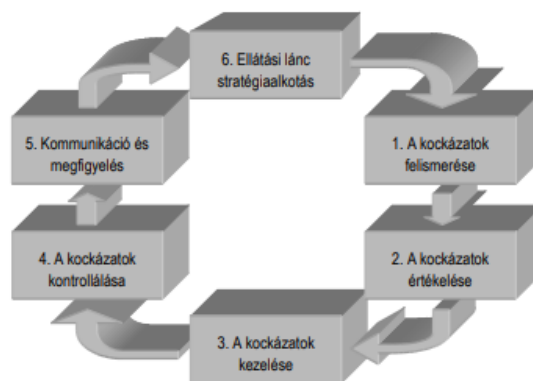 6. Ellátási lánc
stratégiaalkotás
1. A kockázatok
felismerése
2. A kockázatok
értékelése
3. A kockázatok
kezelése
4. A kockázatok
kontrollálása
5. Kommunikáció és
megfigyelés